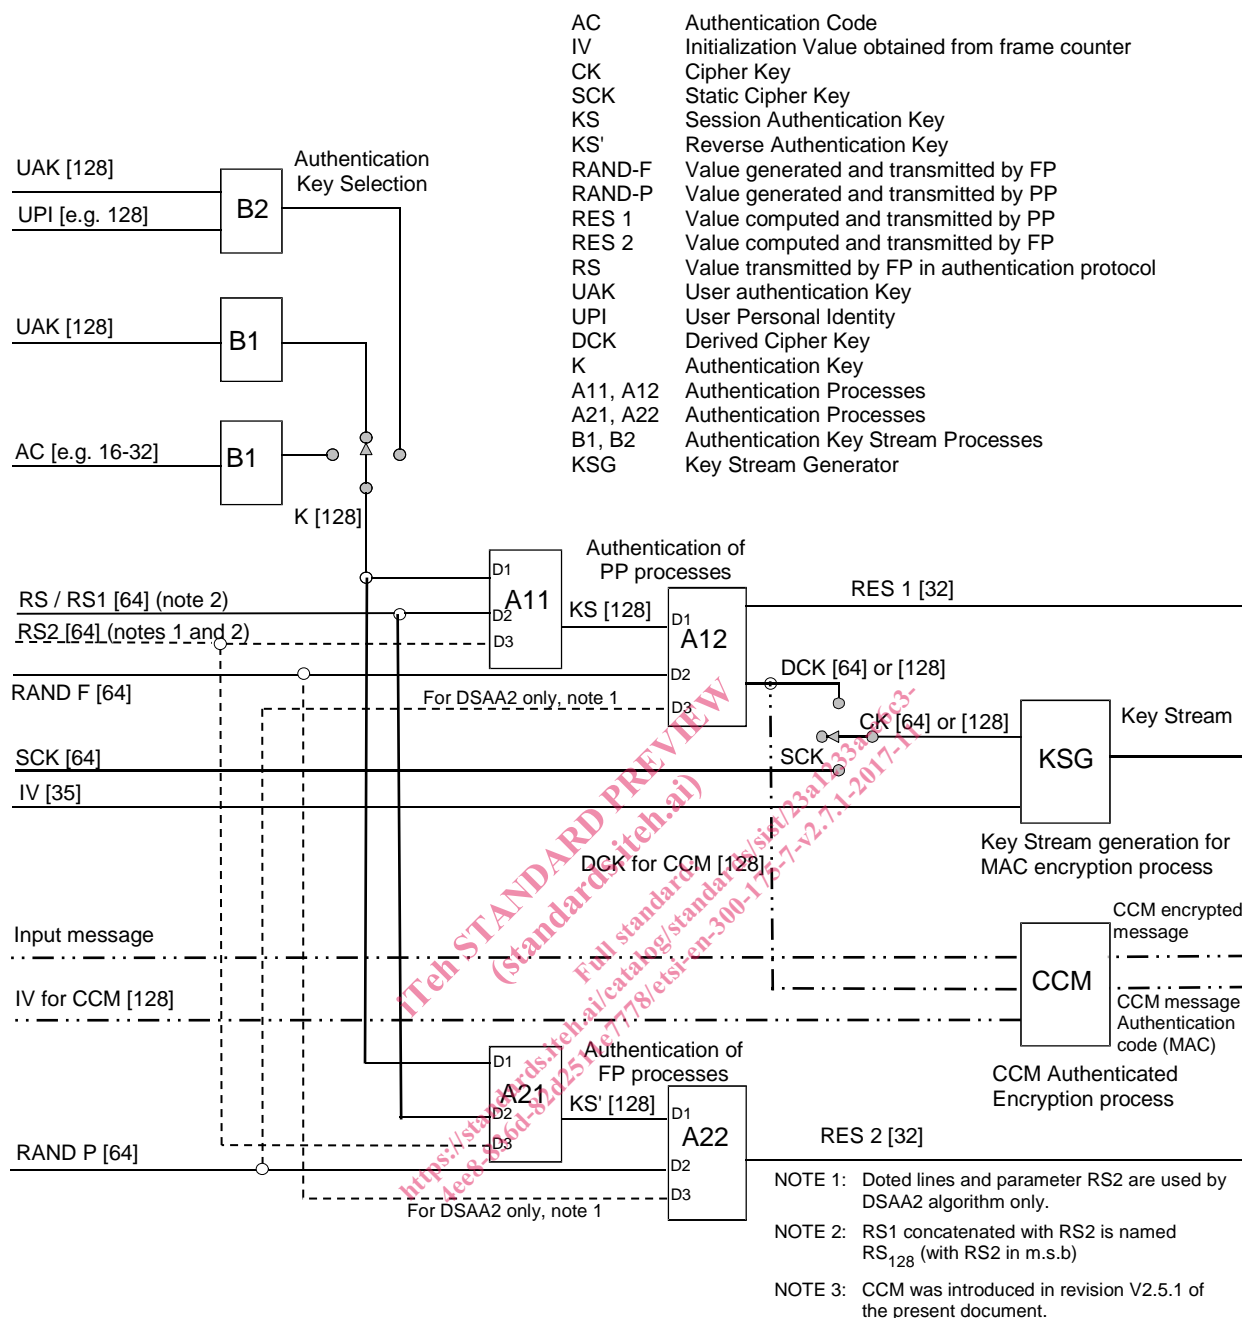 AC Authentication Code
IV Initialization Value obtained from frame counter
CK Cipher Key
SCK Static Cipher Key
KS Session Authentication Key
KS' Reverse Authentication Key
RAND-F Value generated and transmitted by FP
RAND-P Value generated and transmitted by PP
RES 1 Value computed and transmitted by PP
RES 2 Value computed and transmitted by FP
RS Value transmitted by FP in authentication protocol
UAK User authentication Key
UPI User Personal Identity
DCK Derived Cipher Key
K Authentication Key
A11, A12 Authentication Processes
A21, A22 Authentication Processes
B1, B2 Authentication Key Stream Processes
KSG Key Stream Generator
Authentication
Key Selection
UAK [128]
UPI [e.g. 128]
B2
UAK [128]
B1
AC [e.g. 16-32]
B1
K [128]
Authentication of
PP processes
RS / RS1 [64] (note 2)
RS2 [64] (notes 1 and 2)
RAND F [64]
D1
D2
D3
A11
KS [128]
D1
D2
D3
A12
For DSAA2 only, note 1
RES 1 [32]
DCK [64] or [128]
CK [64] or [128]
SCK
SCK [64]
IV [35]
KSG
Key Stream
Key Stream generation for
MAC encryption process
DCK for CCM [128]
Input message
IV for CCM [128]
CCM
CCM encrypted
message
CCM message
Authentication
code (MAC)
CCM Authenticated
Encryption process
Authentication of
FP processes
D1
D2
D3
A21
KS' [128]
D1
D2
D3
A22
RAND P [64]
For DSAA2 only, note 1
RES 2 [32]
NOTE 1: Doted lines and parameter RS2 are used by
DSAA2 algorithm only.
NOTE 2: RS1 concatenated with RS2 is named
RS128 (with RS2 in m.s.b)
NOTE 3: CCM was introduced in revision V2.5.1 of
the present document.
iTeh STANDARD PREVIEW
(standards.iteh.ai)
Full standard: